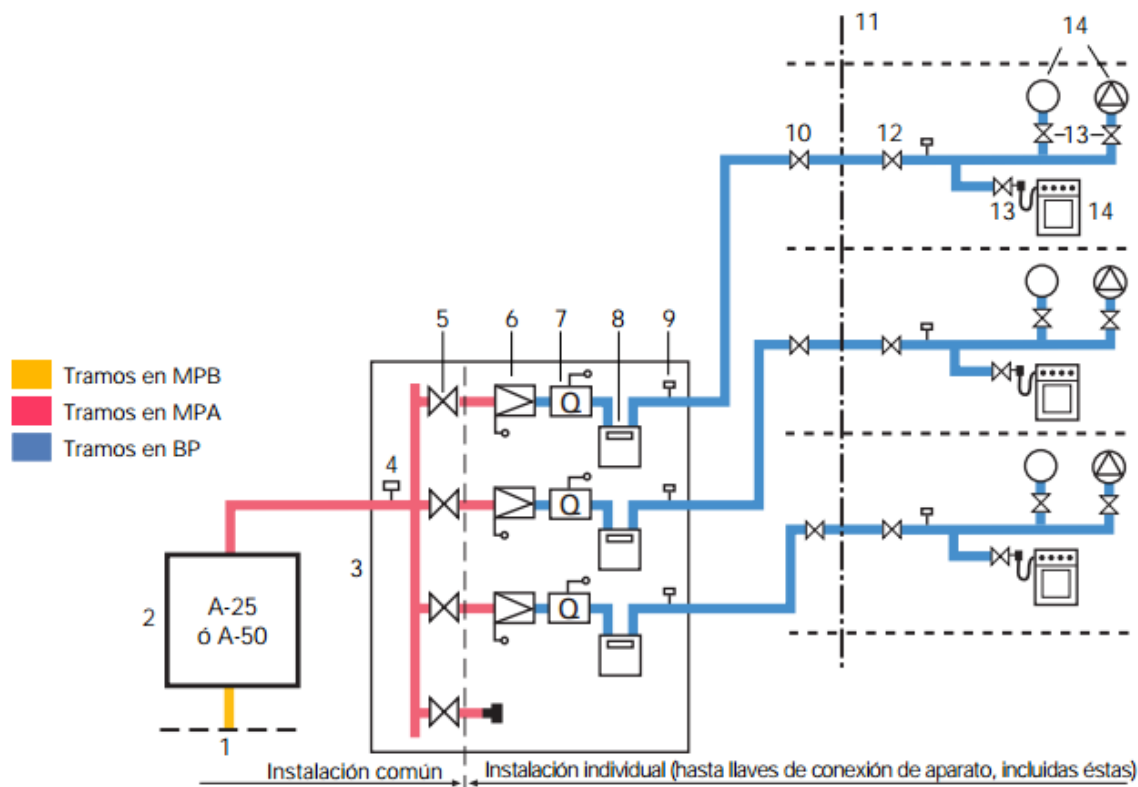 11
14
10
12
13
13
14
5
6
7
8
9
Q
Tramos en MPB
Tramos en MPA
Tramos en BP
4
Q
3
2
A-25
ó A-50
Q
1
Instalación común
Instalación individual (hasta llaves de conexión de aparato, incluidas éstas)